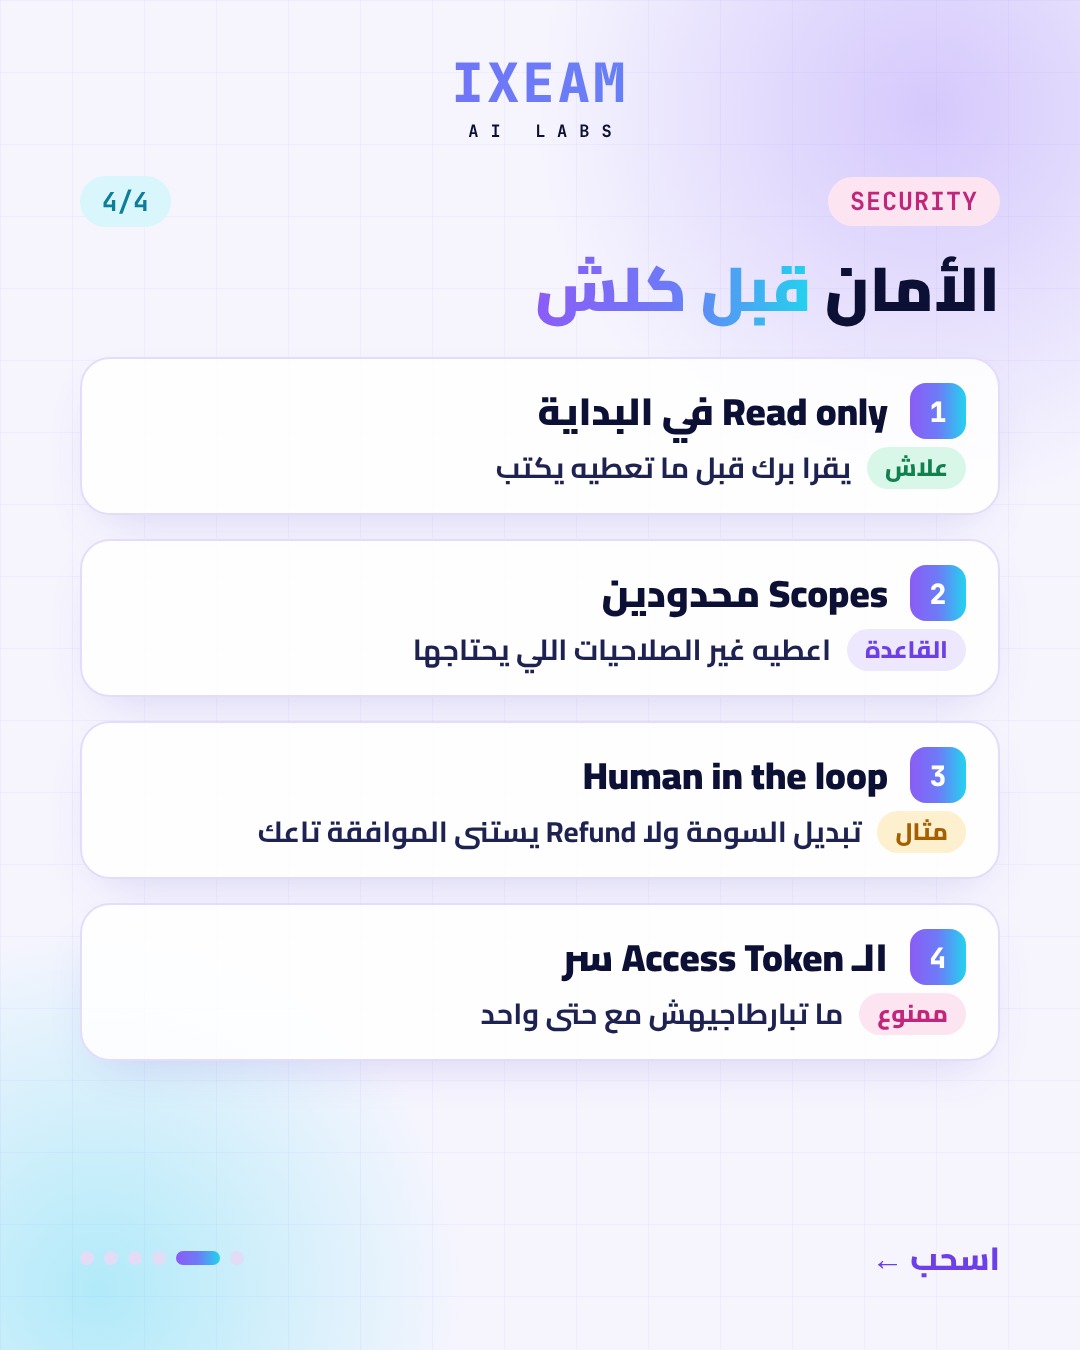 IXEAM
AI LABS
SECURITY
4/4
الأمان قبل كلش
1
Read only في البداية
علاش
يقرا برك قبل ما تعطيه يكتب
2
Scopes محدودين
القاعدة
اعطيه غير الصلاحيات اللي يحتاجها
3
Human in the loop
مثال
تبديل السومة ولا Refund يستنى الموافقة تاعك
4
الـ Access Token سر
ممنوع
ما تبارطاجيهش مع حتى واحد
اسحب ←